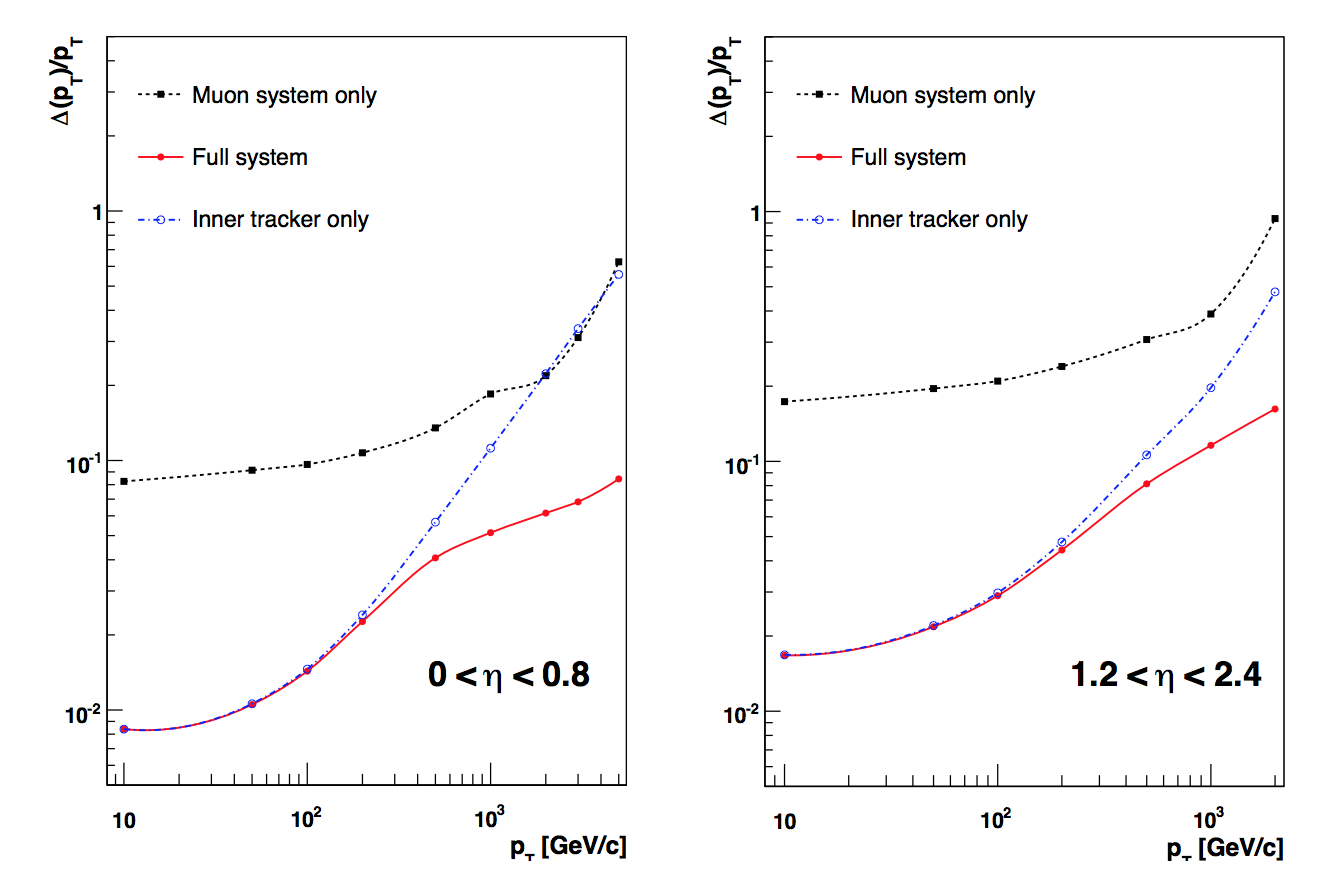 Δ(p_T)/p_T
Muon system only
Full system
Inner tracker only
1
10^-1
10^-2
0 < η < 0.8
10
10^2
10^3
p_T [GeV/c]
Δ(p_T)/p_T
Muon system only
Full system
Inner tracker only
1
10^-1
10^-2
1.2 < η < 2.4
10
10^2
10^3
p_T [GeV/c]